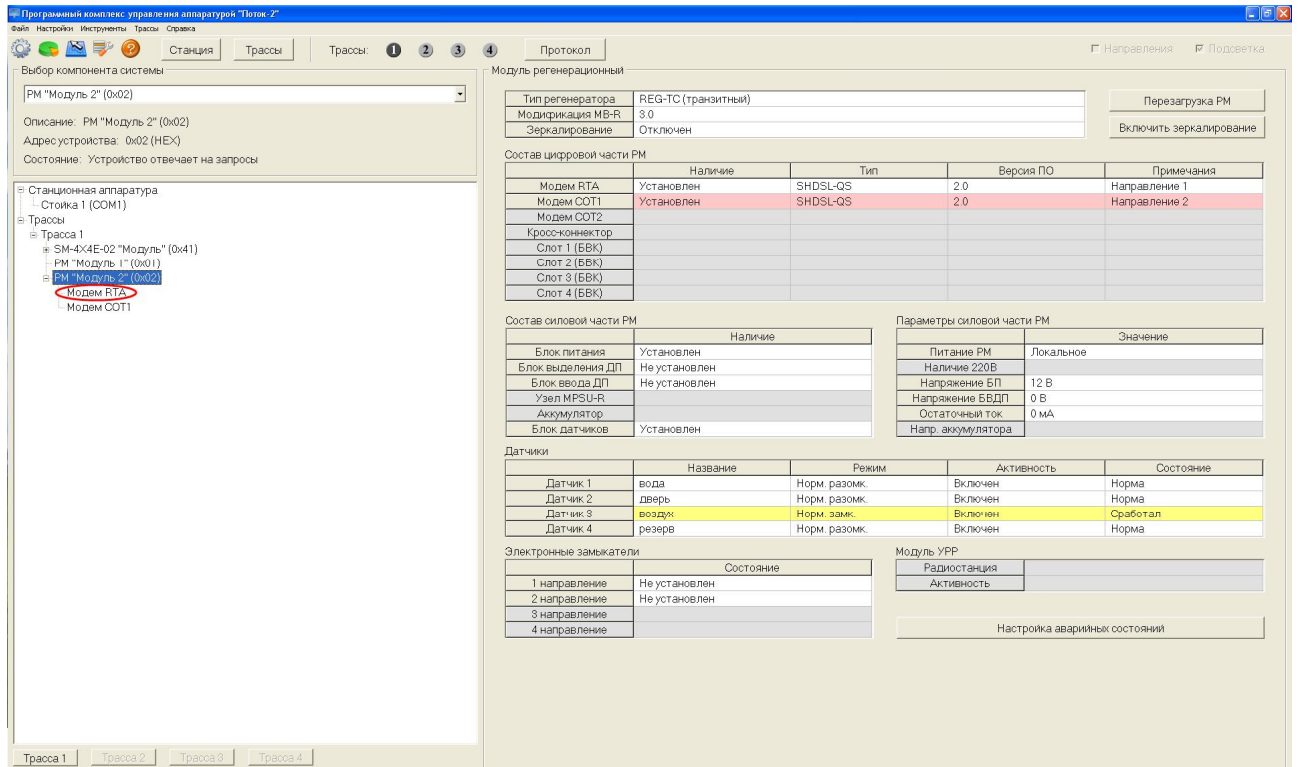 Программный комплекс управления аппаратурой "Поток-2"
Файл Настройки Инструменты Трассы Справка
Станция Трассы Трассы: 1 2 3 4 Протокол Направления Подсветка
Выбор компонента системы
РМ "Модуль 2" (0x02)
Описание: РМ "Модуль 2" (0x02)
Адрес устройства: 0x02 (HEX)
Состояние: Устройство отвечает на запросы
Станционная аппаратура
Стойка 1 (COM1)
Трассы
Трасса 1
SM-4X4E-02 "Модуль" (0x41)
РМ "Модуль 1" (0x01)
РМ "Модуль 2" (0x02)
Модем RTA
Модем COT1
Трасса 1 Трасса 2 Трасса 3 Трасса 4
Модуль регенерационный
Тип регенератора REG-TC (транзитный)
Модификация MB-R 3.0
Зеркалирование Отключен
Перезагрузка РМ
Включить зеркалирование
Состав цифровой части РМ
Наличие Тип Версия ПО Примечания
Модем RTA Установлен SHDSL-QS 2.0 Направление 1
Модем COT1 Установлен SHDSL-QS 2.0 Направление 2
Модем COT2
Кросс-коннектор
Слот 1 (БВК)
Слот 2 (БВК)
Слот 3 (БВК)
Слот 4 (БВК)
Состав силовой части РМ
Наличие
Блок питания Установлен
Блок выделения ДП Не установлен
Блок ввода ДП Не установлен
Узел MPSU-R
Аккумулятор
Блок датчиков Установлен
Параметры силовой части РМ
Значение
Питание РМ Локальное
Наличие 220В
Напряжение БП 12 В
Напряжение БВДП 0 В
Остаточный ток 0 мА
Напр. аккумулятора
Датчики
Название Режим Активность Состояние
Датчик 1 вода Норм. разомк. Включен Норма
Датчик 2 дверь Норм. разомк. Включен Норма
Датчик 3 воздух Норм. замк. Включен Сработал
Датчик 4 резерв Норм. разомк. Включен Норма
Электронные замыкатели
Состояние
1 направление Не установлен
2 направление Не установлен
3 направление
4 направление
Модуль УРР
Радиостанция
Активность
Настройка аварийных состояний